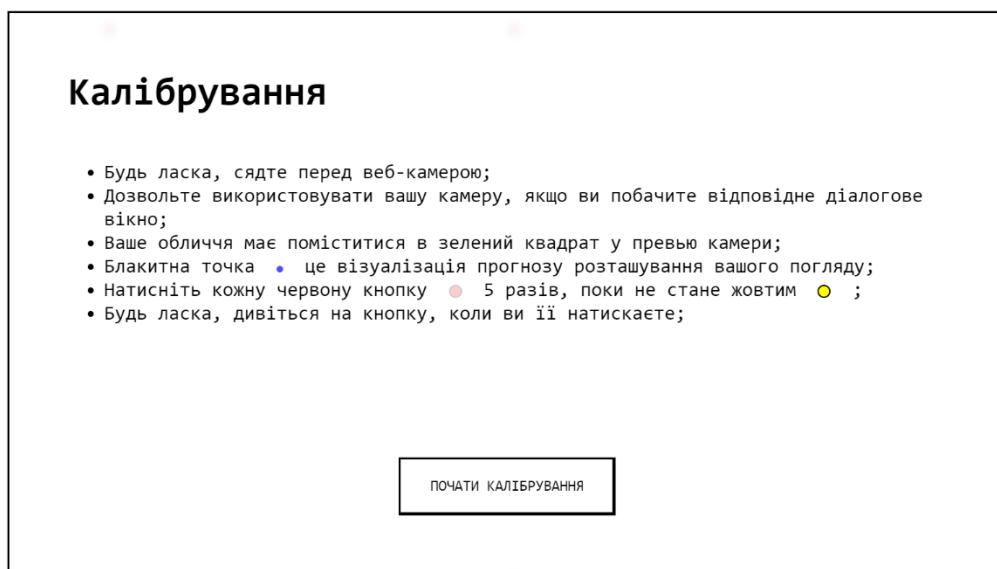 Калібрування
• Будь ласка, сядте перед веб-камерою;
• Дозвольте використовувати вашу камеру, якщо ви побачите відповідне діалогове
вікно;
• Ваше обличчя має поміститися в зелений квадрат у превью камери;
• Блакитна точка це візуалізація прогнозу розташування вашого погляду;
• Натисніть кожну червону кнопку 5 разів, поки не стане жовтим ;
• Будь ласка, дивіться на кнопку, коли ви її натискаєте;
ПОЧАТИ КАЛІБРУВАННЯ